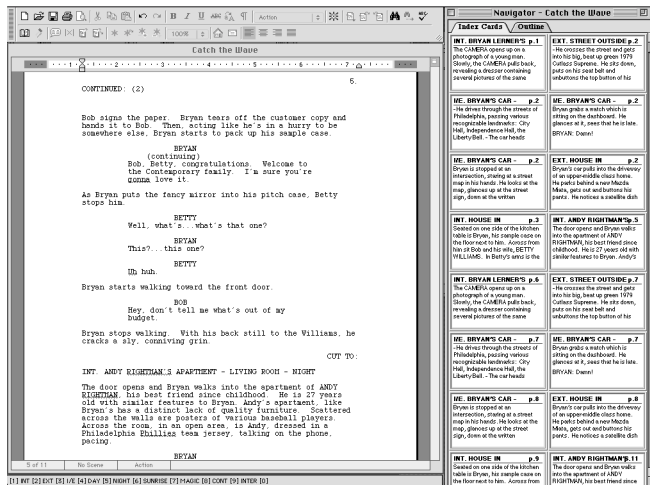 B I U ABC Action
100%
Catch the Wave
1 2 3 4 5 6 7
6.
CONTINUED: (2)
Bob signs the paper. Bryan tears off the customer copy and
hands it to Bob. Then, acting like he's in a hurry to be
somewhere else, Bryan starts to pack up his sample case.
BRYAN
(continuing)
Bob, Betty, congratulations. Welcome to
the Contemporary family. I'm sure you're
gonna love it.
As Bryan puts the fancy mirror into his pitch case, Betty
stops him.
BETTY
Well, what's...what's that one?
BRYAN
This?...this one?
BETTY
Uh huh.
Bryan starts walking toward the front door.
BOB
Hey, don't tell me what's out of my
budget.
Bryan stops walking. With his back still to the Williams, he
cracks a sly, conniving grin.
CUT TO:
INT. ANDY RIGHTMAN'S APARTMENT - LIVING ROOM - NIGHT
The door opens and Bryan walks into the apartment of ANDY
RIGHTMAN, his best friend since childhood. He is 27 years
old with similar features to Bryan. Andy's apartment, like
Bryan's has a distinct lack of quality furniture. Scattered
across the walls are posters of various baseball players.
Across the room, in an open area, is Andy, dressed in a
Philadelphia Phillies team jersey, talking on the phone,
pacing.
BRYAN
5 of 11 No Scene Action
[1] INT [2] EXT [3] I/E [4] DAY [5] NIGHT [6] SUNRISE [7] MAGIC [8] CONT [9] INTER [0]
Navigator - Catch the Wave
Index Cards Outline
INT. BRYAN LERNER'S p.1
The CAMERA opens up on a
photograph of a young man.
Slowly, the CAMERA pulls back,
revealing a dresser containing
several pictures of the same
EXT. STREET OUTSIDE p.2
-He crosses the street and gets
into his big, beat up green 1979
Cutlass Supreme. He sits down,
puts on his seat belt and
unbuttons the top button of his
I/E. BRYAN'S CAR - p.2
-He drives through the streets of
Philadelphia, passing various
recognizable landmarks: City
Hall, Independence Hall, the
Liberty Bell. - The car heads
I/E. BRYAN'S CAR - p.2
Bryan grabs a watch which is
sitting on the dashboard. He
glances at it, sees that he is late.
BRYAN: Damn!
I/E. BRYAN'S CAR - p.2
Bryan is stopped at an
intersection, staring at a street
map in his hands. He looks at the
map, glances up at the street
sign, down at the written
EXT. HOUSE IN p.2
Bryan's car pulls into the driveway
of an upper-middle class home.
He parks behind a new Mazda
Miata, gets out and buttons his
pants. He notices a satellite dish
INT. HOUSE IN p.3
Seated on one side of the kitchen
table is Bryan, his sample case on
the floor next to him. Across from
him sit Bob and his wife, BETTY
WILLIAMS. In Betty's arms is the
INT. ANDY RIGHTMAN'S p.5
The door opens and Bryan walks
into the apartment of ANDY
RIGHTMAN, his best friend since
childhood. He is 27 years old with
similar features to Bryan. Andy's
INT. BRYAN LERNER'S p.6
The CAMERA opens up on a
photograph of a young man.
Slowly, the CAMERA pulls back,
revealing a dresser containing
several pictures of the same
EXT. STREET OUTSIDE p.7
-He crosses the street and gets
into his big, beat up green 1979
Cutlass Supreme. He sits down,
puts on his seat belt and
unbuttons the top button of his
I/E. BRYAN'S CAR - p.7
-He drives through the streets of
Philadelphia, passing various
recognizable landmarks: City
Hall, Independence Hall, the
Liberty Bell. - The car heads
I/E. BRYAN'S CAR - p.7
Bryan grabs a watch which is
sitting on the dashboard. He
glances at it, sees that he is late.
BRYAN: Damn!
I/E. BRYAN'S CAR - p.8
Bryan is stopped at an
intersection, staring at a street
map in his hands. He looks at the
map, glances up at the street
sign, down at the written
EXT. HOUSE IN p.8
Bryan's car pulls into the driveway
of an upper-middle class home.
He parks behind a new Mazda
Miata, gets out and buttons his
pants. He notices a satellite dish
INT. HOUSE IN p.9
Seated on one side of the kitchen
table is Bryan, his sample case on
the floor next to him. Across from
INT. ANDY RIGHTMAN'S p.11
The door opens and Bryan walks
into the apartment of ANDY
RIGHTMAN, his best friend since